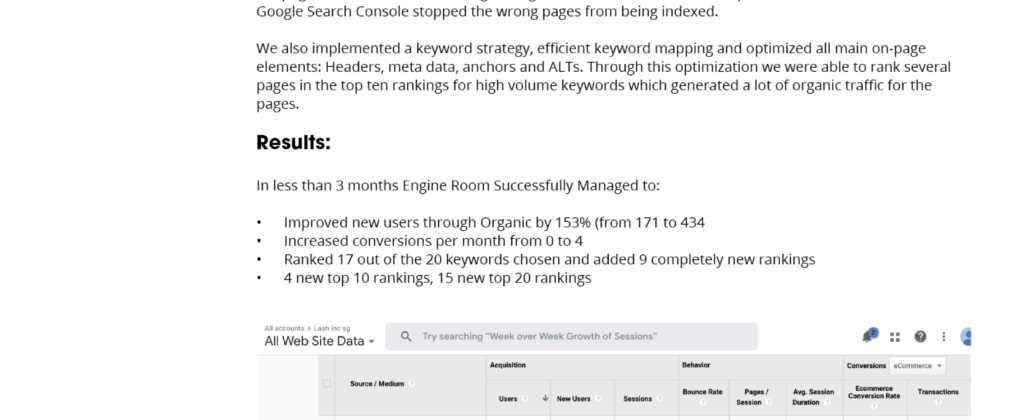 Google Search Console stopped the wrong pages from being indexed.
We also implemented a keyword strategy, efficient keyword mapping and optimized all main on-page
elements: Headers, meta data, anchors and ALTs. Through this optimization we were able to rank several
pages in the top ten rankings for high volume keywords which generated a lot of organic traffic for the
pages.
Results:
In less than 3 months Engine Room Successfully Managed to:
• Improved new users through Organic by 153% (from 171 to 434
• Increased conversions per month from 0 to 4
• Ranked 17 out of the 20 keywords chosen and added 9 completely new rankings
• 4 new top 10 rankings, 15 new top 20 rankings
All accounts > Lash inc sg
All Web Site Data
Try searching "Week over Week Growth of Sessions"
2
Acquisition
Behavior
Conversions eCommerce
Source / Medium
Users
New Users
Sessions
Bounce Rate
Pages /
Session
Avg. Session
Duration
Ecommerce
Conversion Rate
Transactions